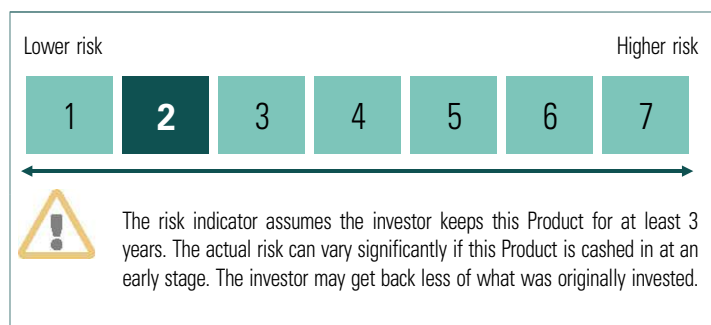 Lower risk Higher risk
1 2 3 4 5 6 7
The risk indicator assumes the investor keeps this Product for at least 3
years. The actual risk can vary significantly if this Product is cashed in at an
early stage. The investor may get back less of what was originally invested.